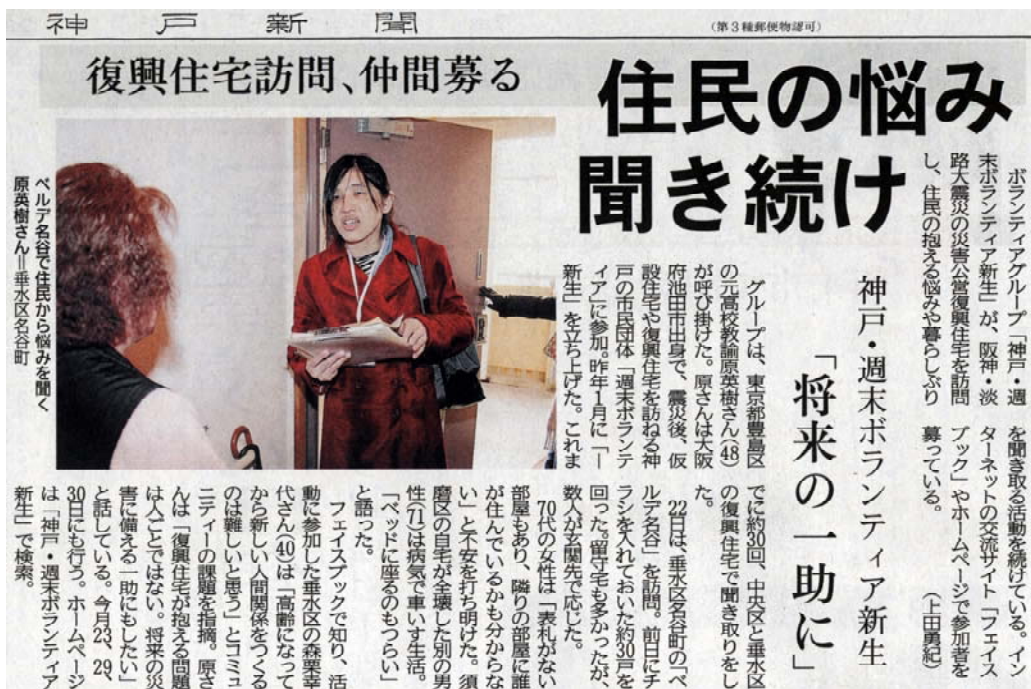 神戸新聞
(第3種郵便物認可)
復興住宅訪問、仲間募る
住民の悩み
聞き続け
神戸・週末ボランティア新生
「将来の一助に」
ボランティアグループ「神戸・週
末ボランティア新生」が、阪神・淡
路大震災の災害公営復興住宅を訪問
し、住民の抱える悩みや暮らしぶり
を聞き取る活動を続けている。イン
ターネットの交流サイト「フェイス
ブック」やホームページで参加者を
募っている。
(上田勇紀)
グループは、東京都豊島区
の元高校教諭原英樹さん(48)
が呼び掛けた。原さんは大阪
府池田市出身で、震災後、仮
設住宅や復興住宅を訪ねる神
戸の市民団体「週末ボランテ
ィア」に参加。昨年1月に「ー
新生」を立ち上げた。これま
でに約30回、中央区と垂水区
の復興住宅で聞き取りをし
た。
22日は、垂水区名谷町の「ベ
ルデ名谷」を訪問。前日にチ
ラシを入れておいた約30戸を
回った。留守宅も多かったが、
数人が玄関先で応じた。
70代の女性は「表札がない
部屋もあり、隣りの部屋に誰
が住んでいるかも分からな
い」と不安を打ち明けた。須
磨区の自宅が全壊した別の男
性(71)は病気で車いす生活。
「ベッドに座るのもつらい」
と語った。
フェイスブックで知り、活
動に参加した垂水区の森栗幸
代さん(40)は「高齢になって
から新しい人間関係をつくる
のは難しいと思う」とコミュ
ニティーの課題を指摘。原さ
んは「復興住宅が抱える問題
は人ごとではない。将来の災
害に備える一助にもしたい」
と話している。今月23、29、
30日にも行う。ホームページ
は「神戸・週末ボランティア
新生」で検索。
ベルデ名谷で住民から悩みを聞く
原英樹さん=垂水区名谷町